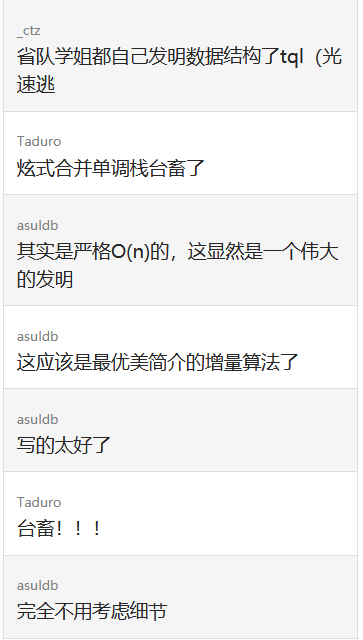 _ctz
省队学姐都自己发明数据结构了tql（光
速逃
Taduro
炫式合并单调栈台畜了
asuldb
其实是严格O(n)的，这显然是一个伟大
的发明
asuldb
这应该是最优美简介的增量算法了
asuldb
写的太好了
Taduro
台畜！！！
asuldb
完全不用考虑细节